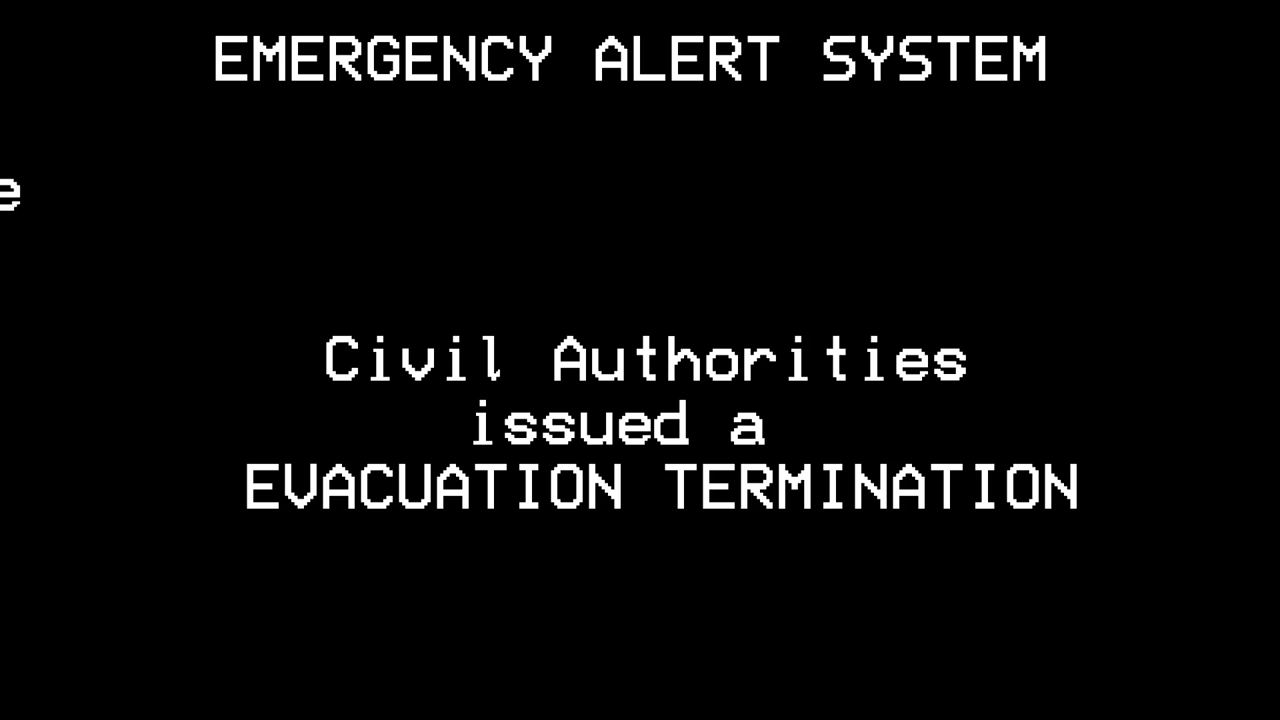 EMERGENCY ALERT SYSTEM
e
Civil Authorities
issued a
EVACUATION TERMINATION